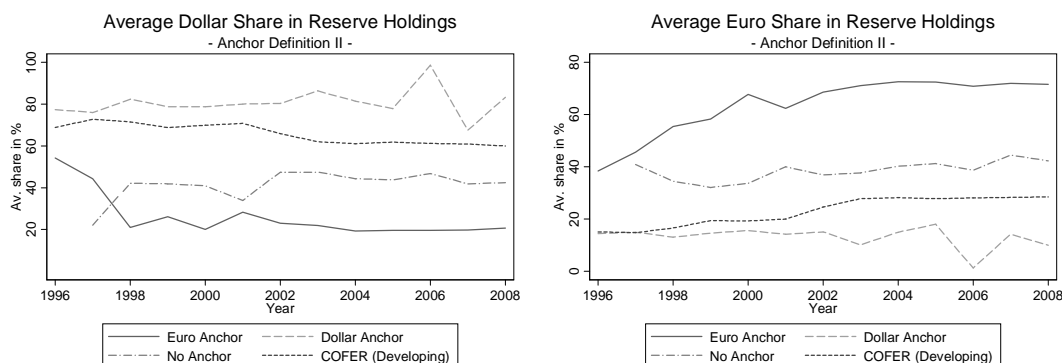 Average Dollar Share in Reserve Holdings
- Anchor Definition II -
Av. share in %
100
80
60
40
20
1996 1998 2000 2002 2004 2006 2008
Year
Euro Anchor Dollar Anchor
No Anchor COFER (Developing)
Average Euro Share in Reserve Holdings
- Anchor Definition II -
Av. share in %
80
60
40
20
0
1996 1998 2000 2002 2004 2006 2008
Year
Euro Anchor Dollar Anchor
No Anchor COFER (Developing)